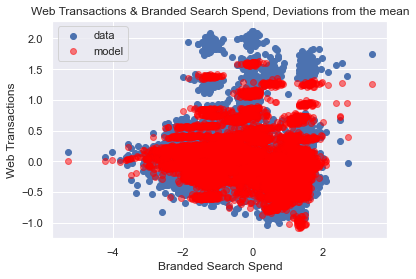 Web Transactions & Branded Search Spend, Deviations from the mean
data
model
2.0
1.5
1.0
0.5
0.0
−0.5
−1.0
Web Transactions
−4
−2
0
2
Branded Search Spend